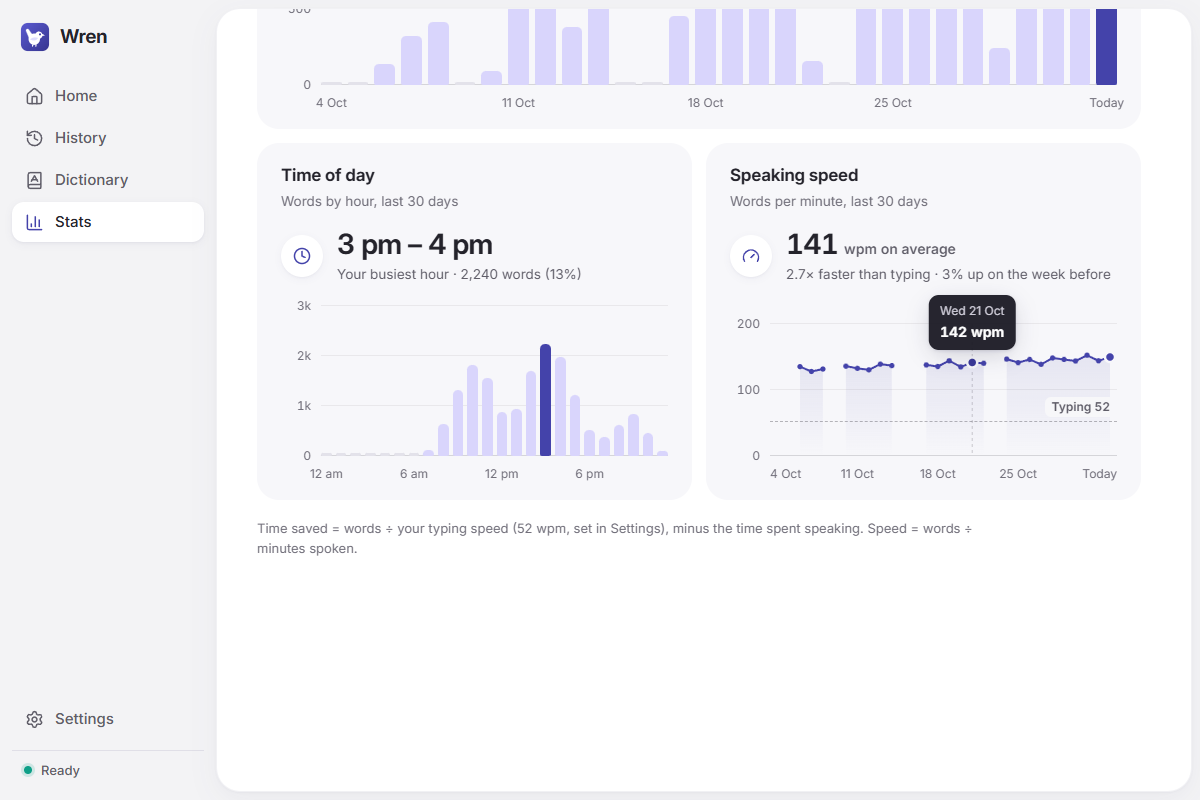 Wren
Home
History
Dictionary
Stats
Settings
Ready
0
4 Oct 11 Oct 18 Oct 25 Oct Today
Time of day
Words by hour, last 30 days
3 pm – 4 pm
Your busiest hour · 2,240 words (13%)
3k
2k
1k
0
12 am 6 am 12 pm 6 pm
Speaking speed
Words per minute, last 30 days
141 wpm on average
2.7× faster than typing · 3% up on the week before
Wed 21 Oct
142 wpm
200
100
Typing 52
0
4 Oct 11 Oct 18 Oct 25 Oct Today
Time saved = words ÷ your typing speed (52 wpm, set in Settings), minus the time spent speaking. Speed = words ÷
minutes spoken.